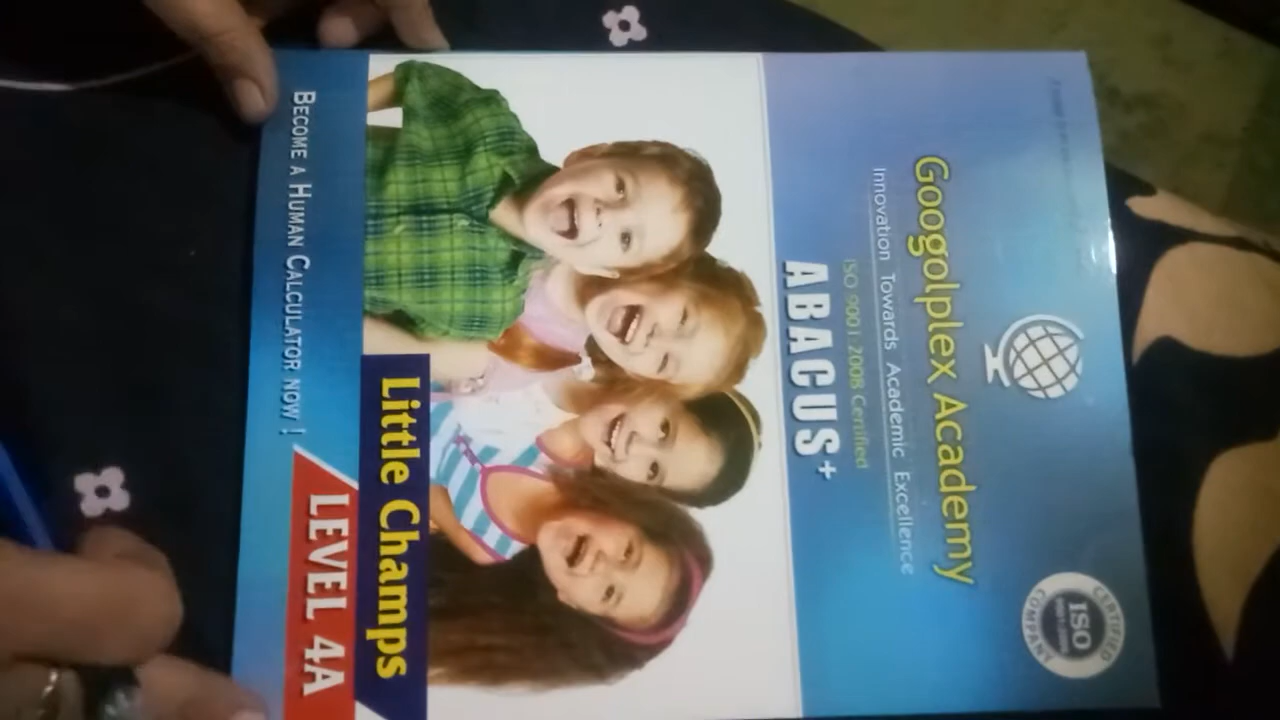 Googolplex Academy
Innovation Towards Academic Excellence
ISO 9001:2008 Certified
ABACUS+
CERTIFIED
ISO
COMPANY
Little Champs
LEVEL 4A
BECOME A HUMAN CALCULATOR NOW !